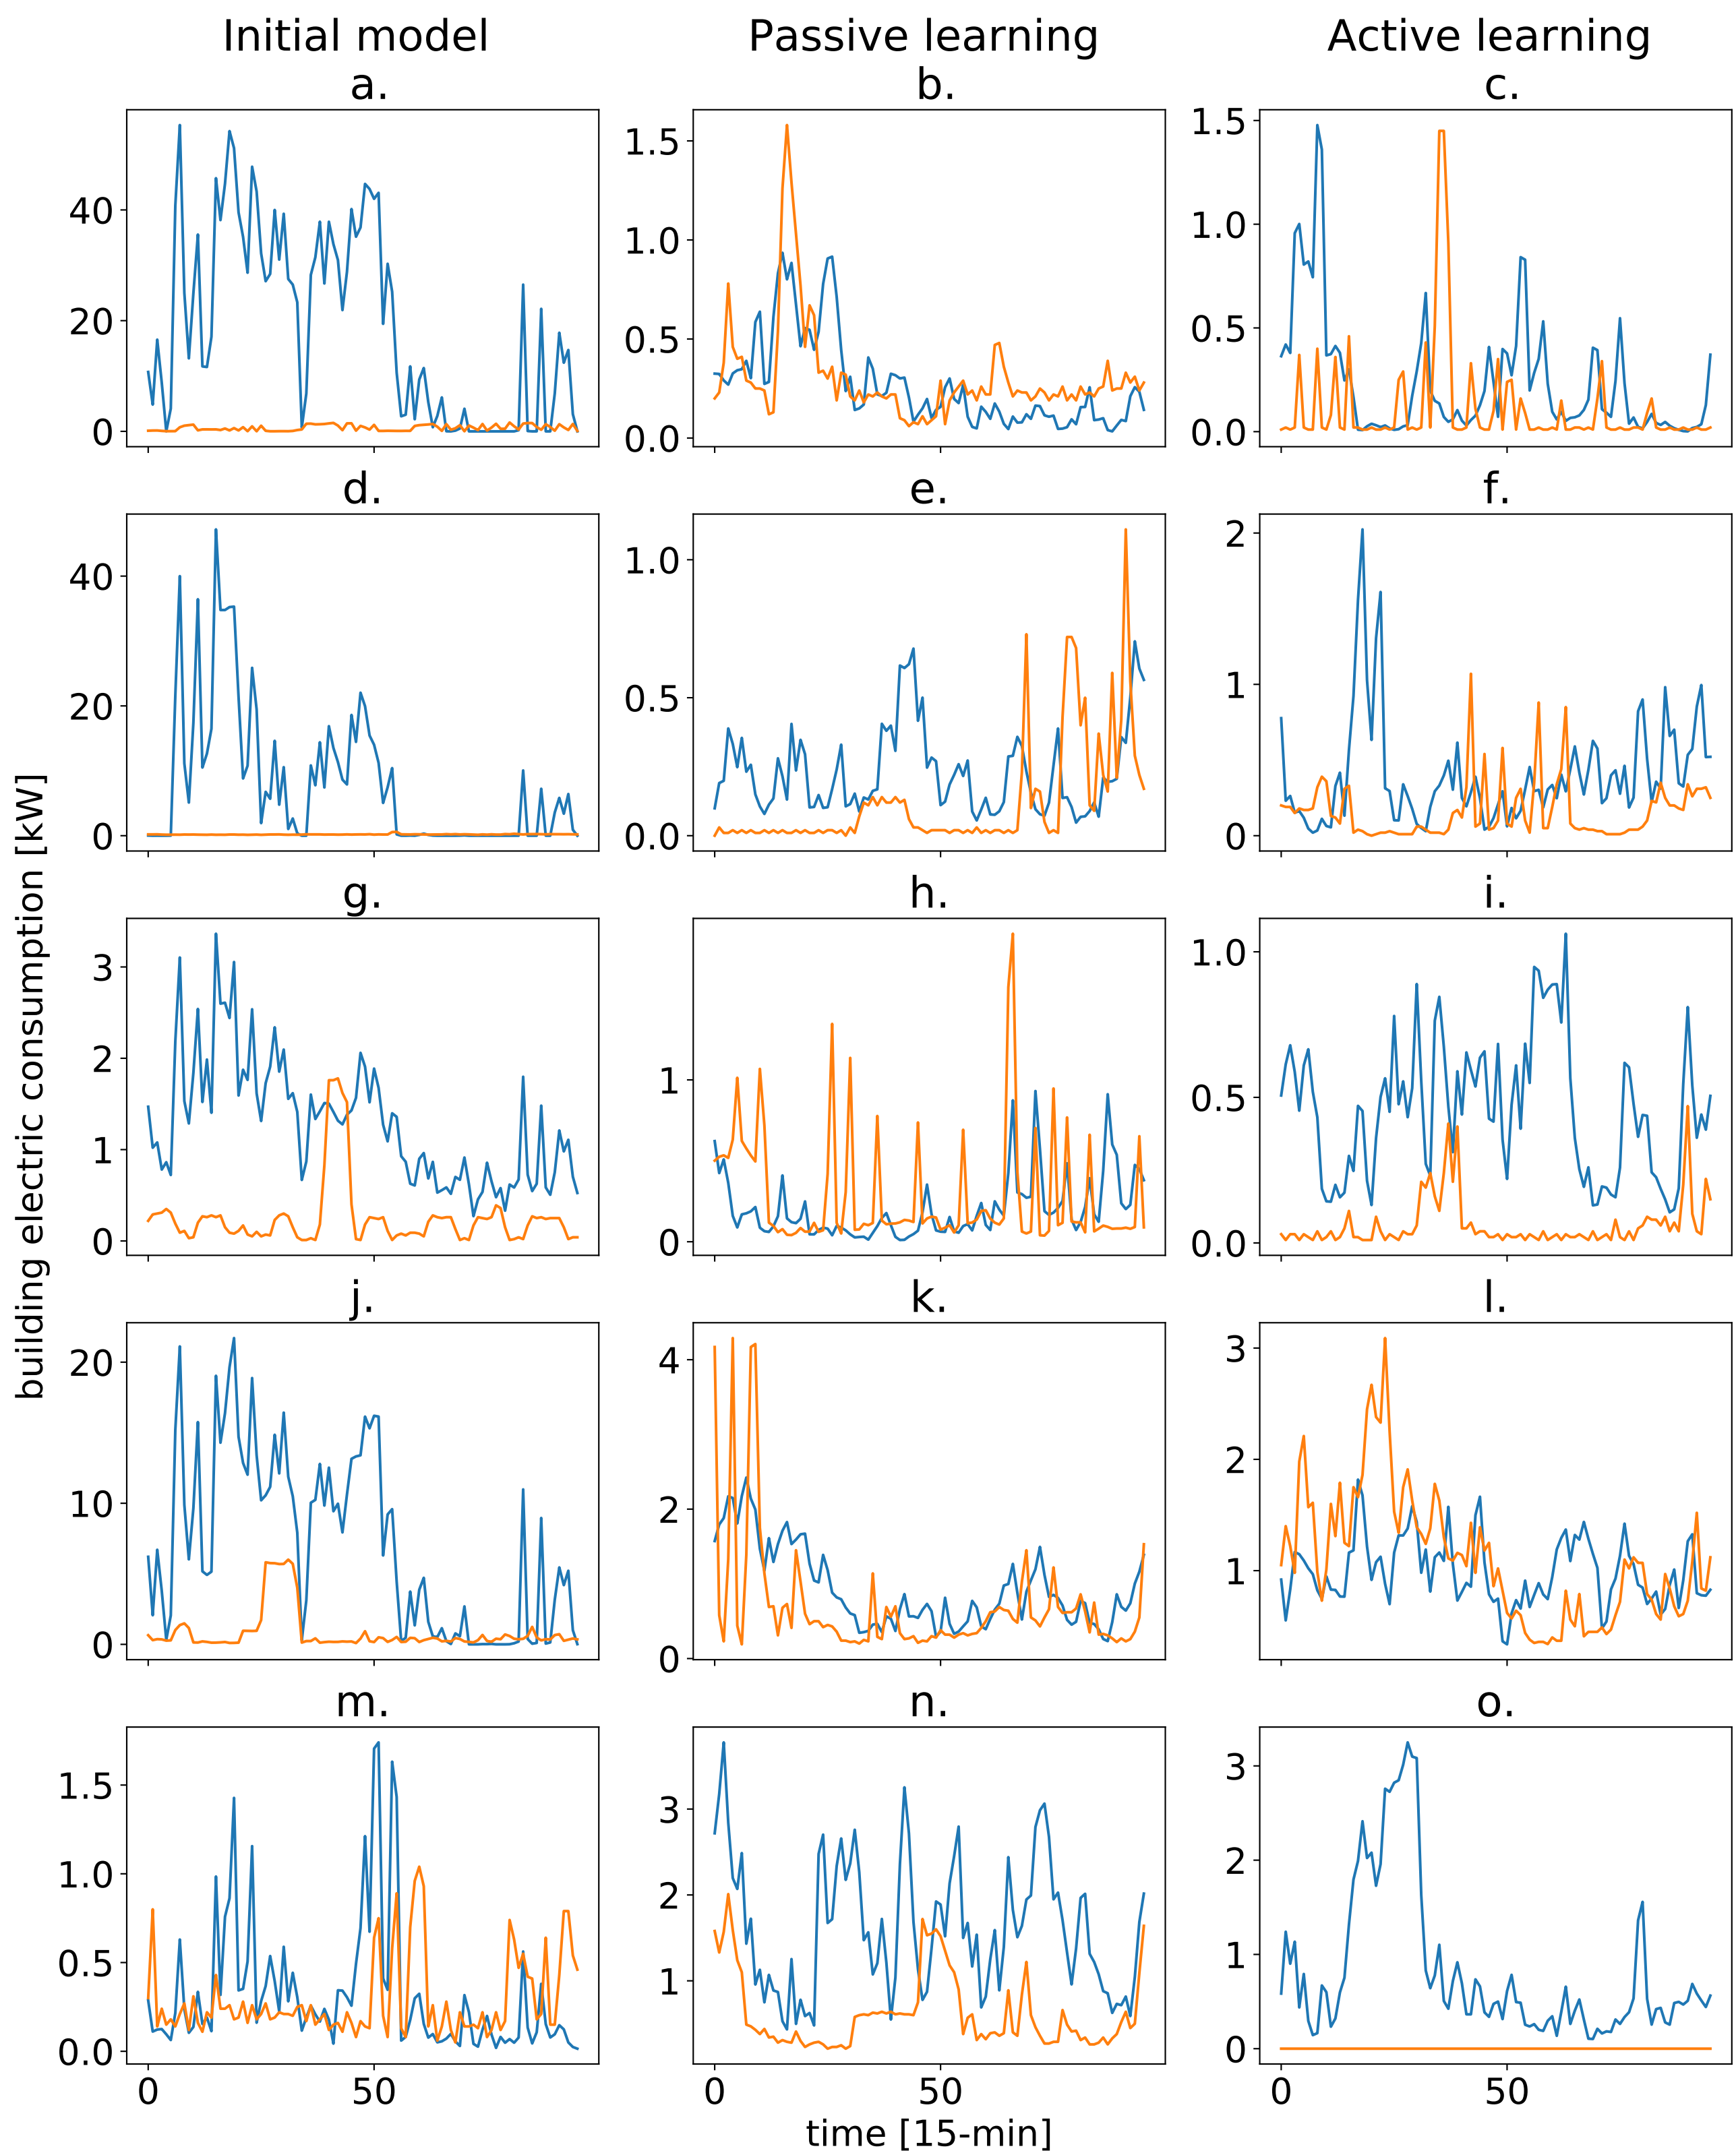 Initial model Passive learning Active learning
a. b. c.
40 1.5 1.5
20 1.0 1.0
0 0.5 0.5
0.0 0.0
d. e. f.
40 1.0 2
20 0.5 1
0 0.0 0
building electric consumption [kW]
g. h. i.
3 1 1.0
2 0 0.5
1 0.0
0
j. k. l.
20 4 3
10 2 2
0 0 1
m. n. o.
1.5 3 3
1.0 2 2
0.5 1 1
0.0 0
0 50 0 50 0 50
time [15-min]